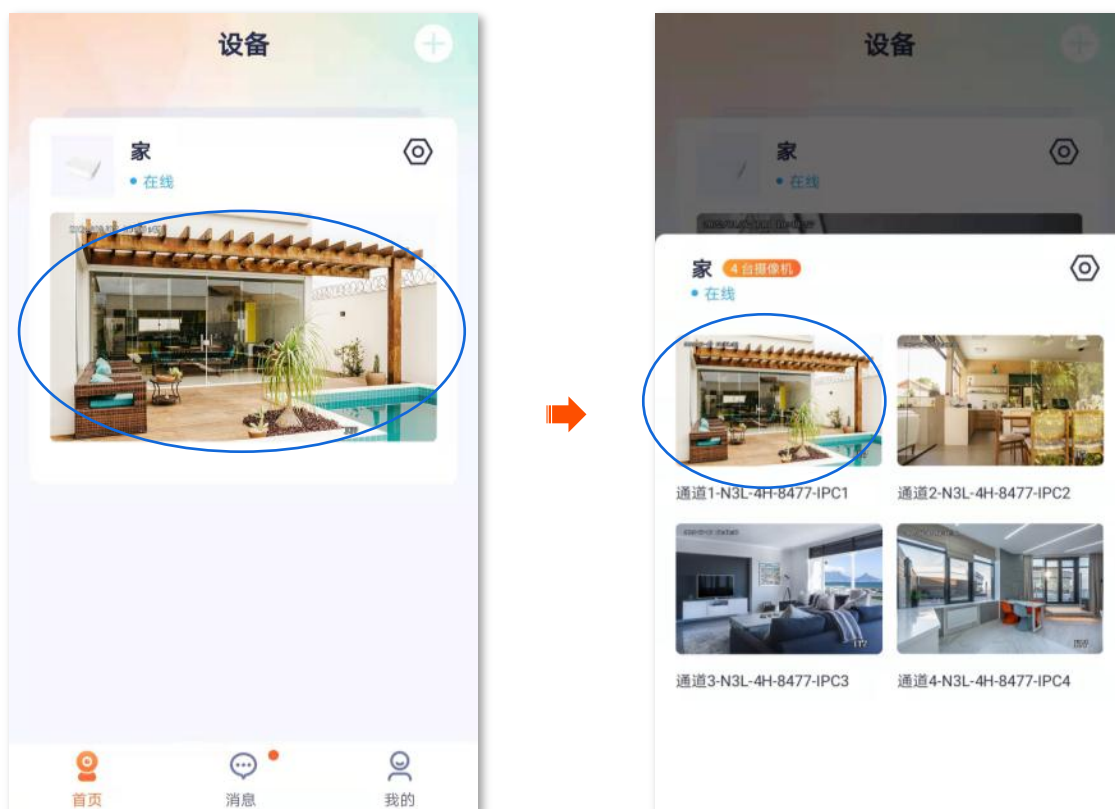 设备
家
在线
首页
消息
我的
设备
家
在线
家 4台摄像机
在线
通道1-N3L-4H-8477-IPC1
通道2-N3L-4H-8477-IPC2
通道3-N3L-4H-8477-IPC3
通道4-N3L-4H-8477-IPC4